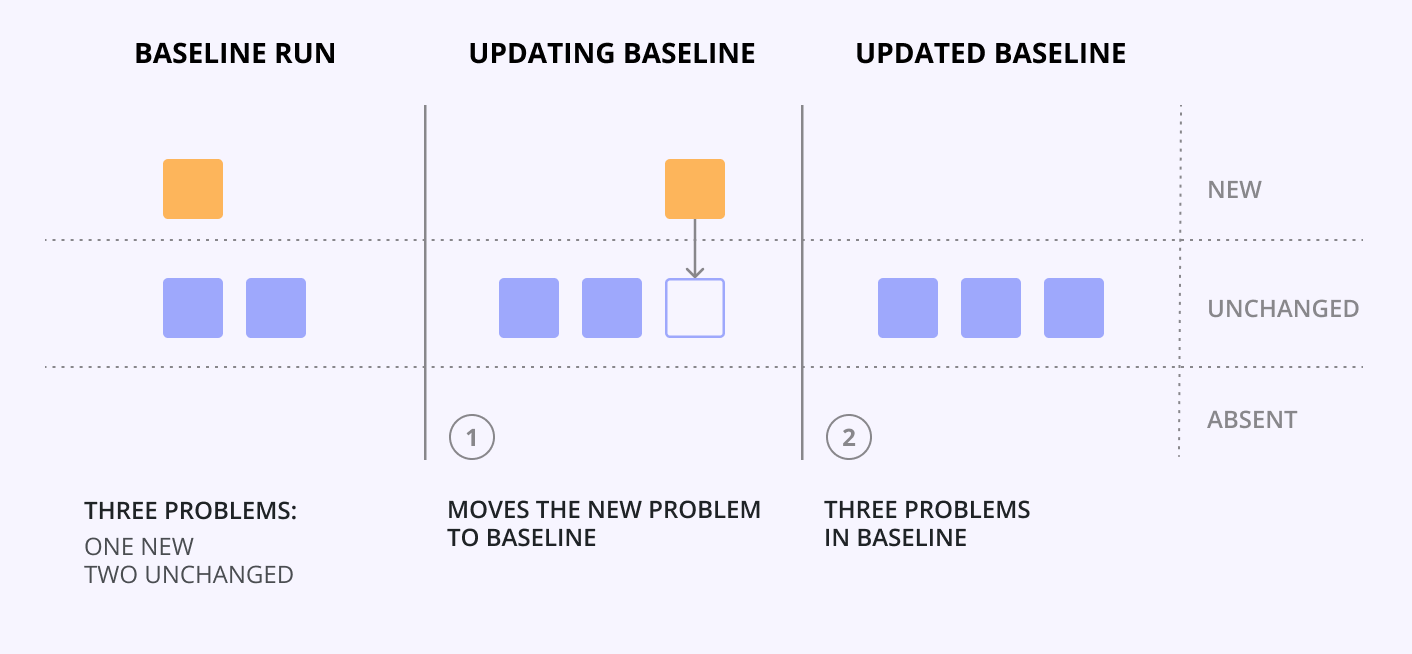 BASELINE RUN
UPDATING BASELINE
UPDATED BASELINE
NEW
UNCHANGED
ABSENT
1
2
THREE PROBLEMS:
ONE NEW
TWO UNCHANGED
MOVES THE NEW PROBLEM
TO BASELINE
THREE PROBLEMS
IN BASELINE